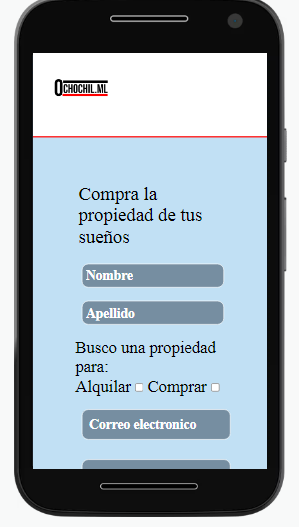 OCHOCHIL.ML
Compra la
propiedad de tus
sueños
Nombre
Apellido
Busco una propiedad
para:
Alquilar Comprar
Correo electronico